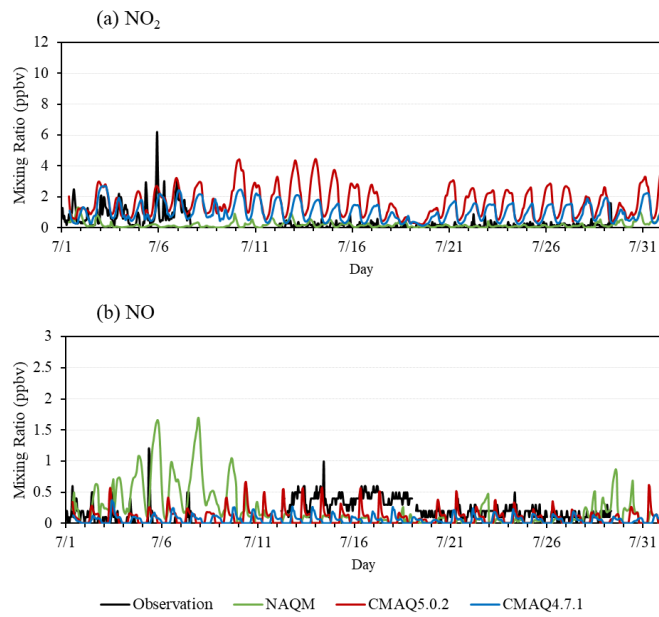 (a) NO₂
Mixing Ratio (ppbv)
12
10
8
6
4
2
0
7/1 7/6 7/11 7/16 7/21 7/26 7/31
Day
(b) NO
Mixing Ratio (ppbv)
3
2.5
2
1.5
1
0.5
0
7/1 7/6 7/11 7/16 7/21 7/26 7/31
Day
Observation NAQM CMAQ5.0.2 CMAQ4.7.1